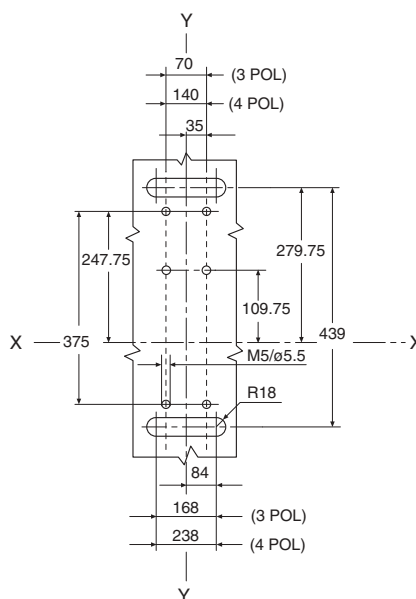 Y
70
(3 POL)
140
(4 POL)
35
247.75
279.75
109.75
X
375
439
X
M5/ø5.5
R18
84
168
(3 POL)
238
(4 POL)
Y